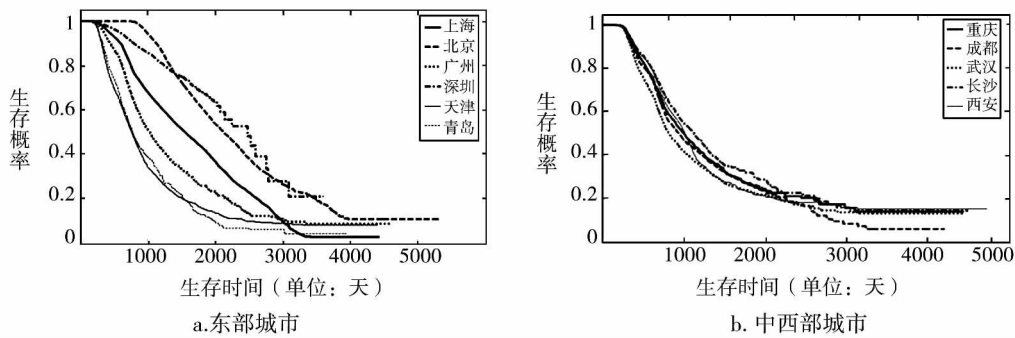 生存概率
1
0.8
0.6
0.4
0.2
0
上海
北京
广州
深圳
天津
青岛
1000 2000 3000 4000 5000
生存时间（单位：天）
a.东部城市
生存概率
1
0.8
0.6
0.4
0.2
0
重庆
成都
武汉
长沙
西安
1000 2000 3000 4000 5000
生存时间（单位：天）
b. 中西部城市